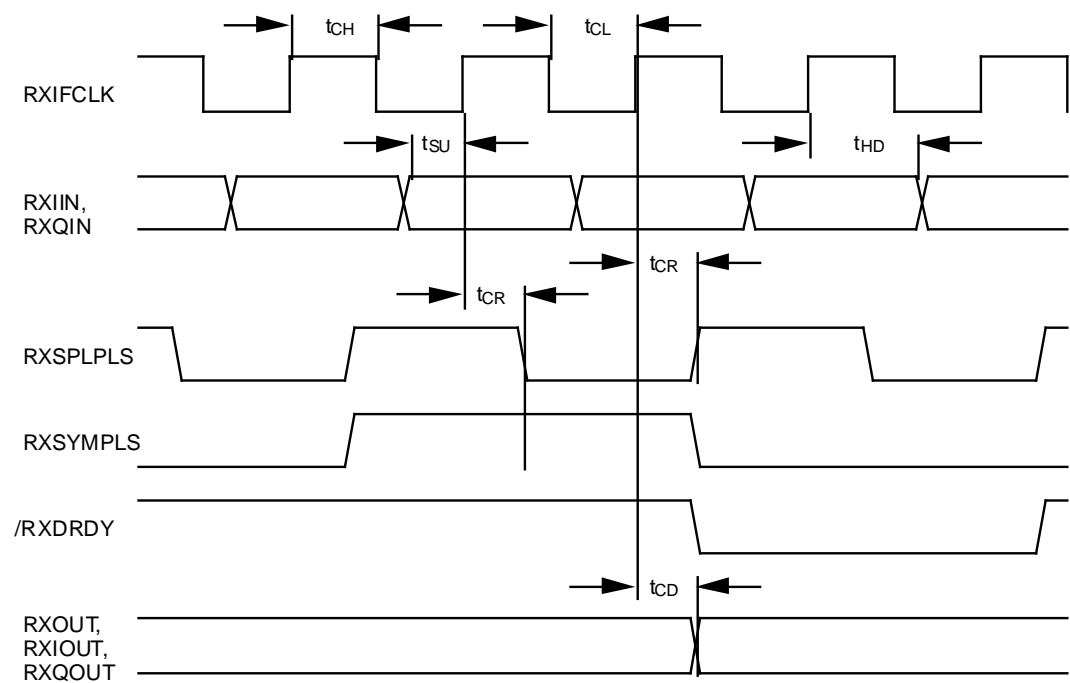 tCH
tCL
RXIFCLK
tSU
tHD
RXIIN,
RXQIN
tCR
tCR
RXSPLPLS
RXSYMPLS
/RXDRDY
tCD
RXOUT,
RXIOUT,
RXQOUT